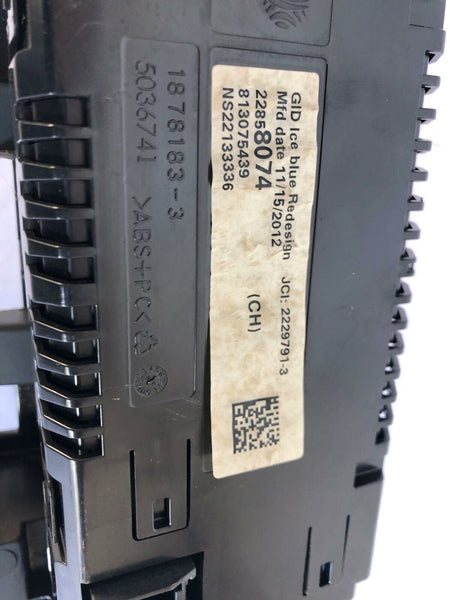 GID Ice blue Redesign JCI: 2229791-3
Mfd date 11/15/2012
22858074
813075439 (CH)
NS22133336
1878183-3
5036741 >ABS+PC<